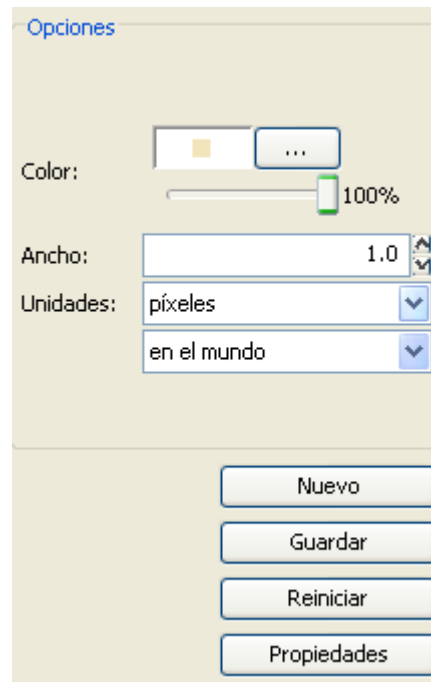 Opciones
...
Color:
100%
Ancho: 1.0
Unidades: píxeles
en el mundo
Nuevo
Guardar
Reiniciar
Propiedades